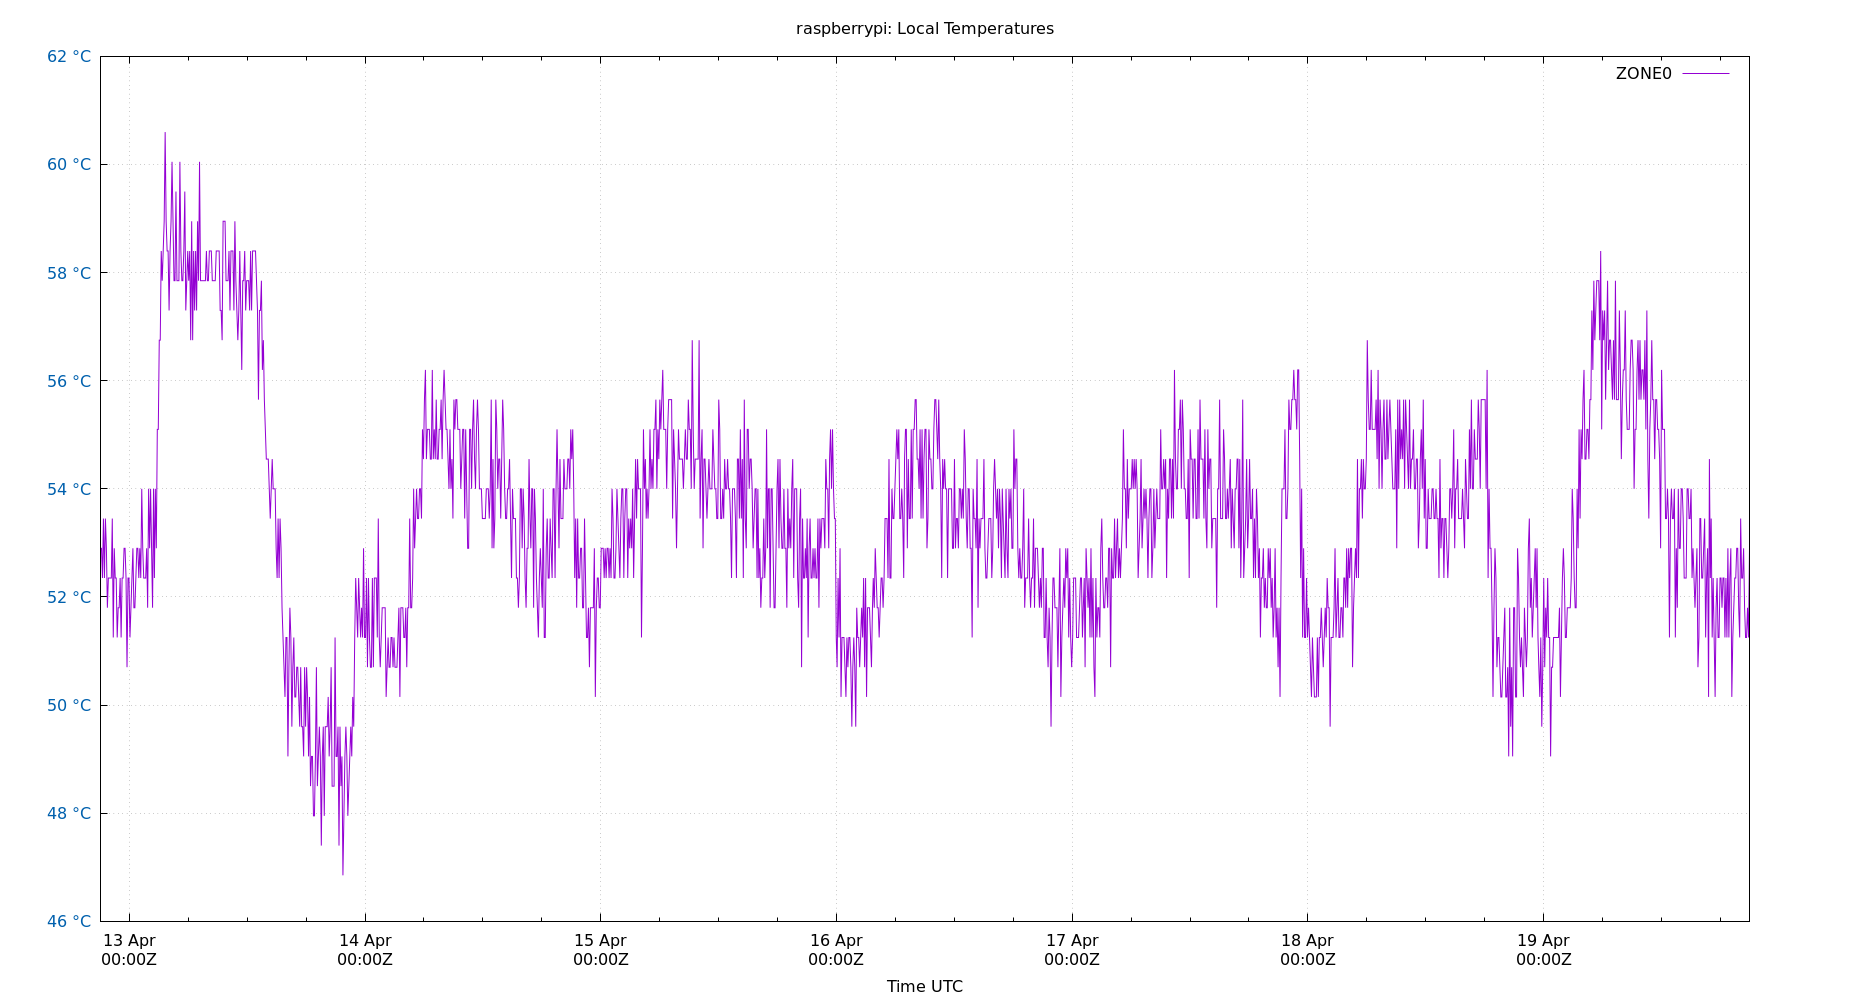 raspberrypi: Local Temperatures
62 °C
ZONE0
60 °C
58 °C
56 °C
54 °C
52 °C
50 °C
48 °C
46 °C
13 Apr 14 Apr 15 Apr 16 Apr 17 Apr 18 Apr 19 Apr
00:00Z 00:00Z 00:00Z 00:00Z 00:00Z 00:00Z 00:00Z
Time UTC